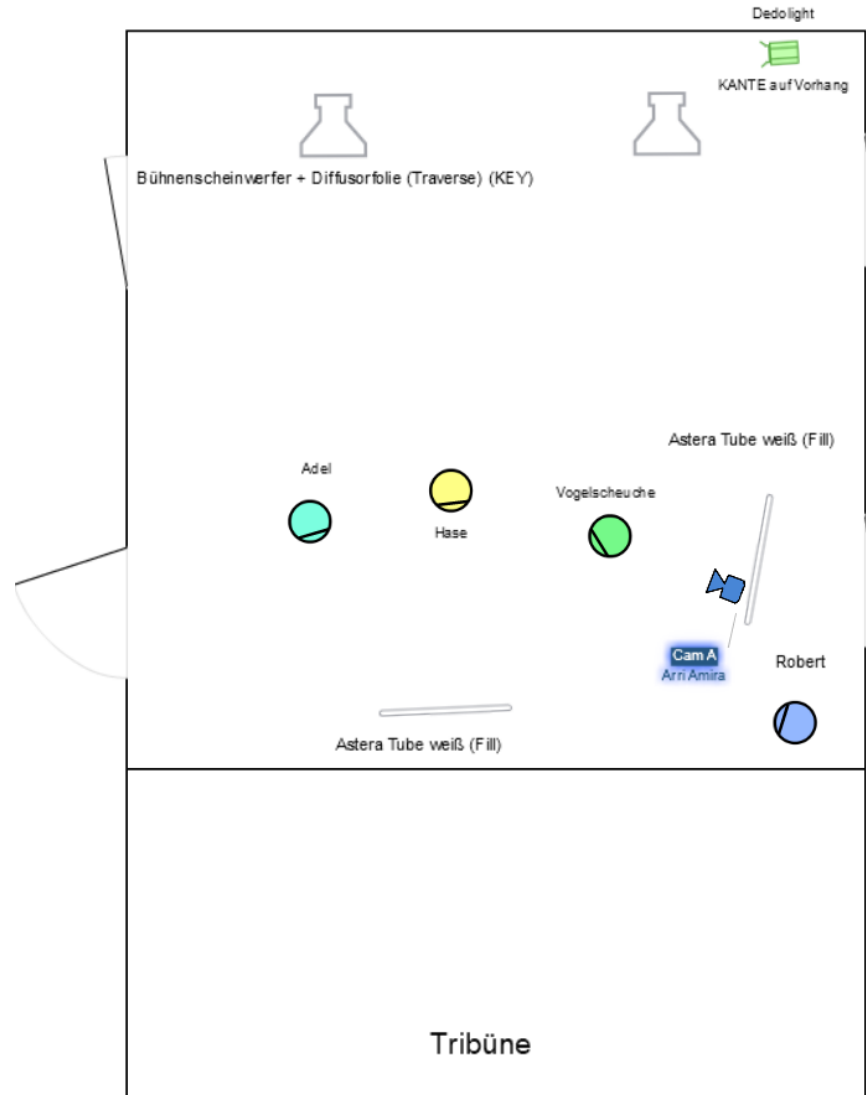 Dedolight
KANTE auf Vorhang
Bühnenscheinwerfer + Diffusorfolie (Traverse) (KEY)
Astera Tube weiß (Fill)
Adel
Hase
Vogelscheuche
Cam A
Arri Amira
Robert
Astera Tube weiß (Fill)
Tribüne